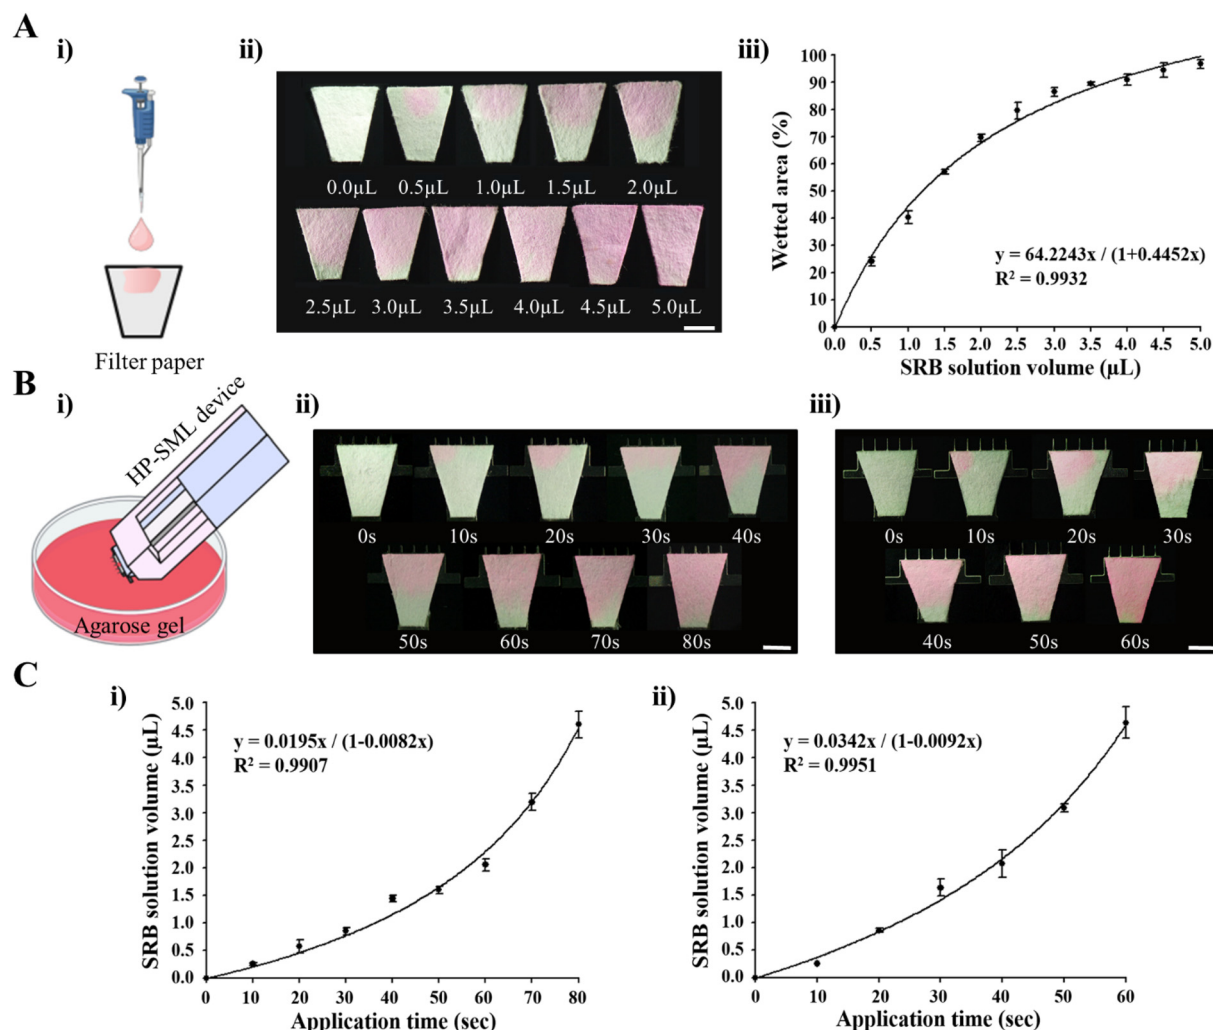 A
i)
ii)
iii)
Filter paper
0.0µL 0.5µL 1.0µL 1.5µL 2.0µL
2.5µL 3.0µL 3.5µL 4.0µL 4.5µL 5.0µL
Wetted area (%)
100
90
80
70
60
50
40
30
20
10
0
y = 64.2243x / (1+0.4452x)
R² = 0.9932
0.0 0.5 1.0 1.5 2.0 2.5 3.0 3.5 4.0 4.5 5.0
SRB solution volume (µL)
B
i)
ii)
iii)
HP-SML device
Agarose gel
0s 10s 20s 30s 40s
50s 60s 70s 80s
0s 10s 20s 30s
40s 50s 60s
C
i)
SRB solution volume (µL)
5.0
4.5
4.0
3.5
3.0
2.5
2.0
1.5
1.0
0.5
0.0
y = 0.0195x / (1-0.0082x)
R² = 0.9907
0 10 20 30 40 50 60 70 80
Application time (sec)
ii)
SRB solution volume (µL)
5.0
4.5
4.0
3.5
3.0
2.5
2.0
1.5
1.0
0.5
0.0
y = 0.0342x / (1-0.0092x)
R² = 0.9951
0 10 20 30 40 50 60
Application time (sec)